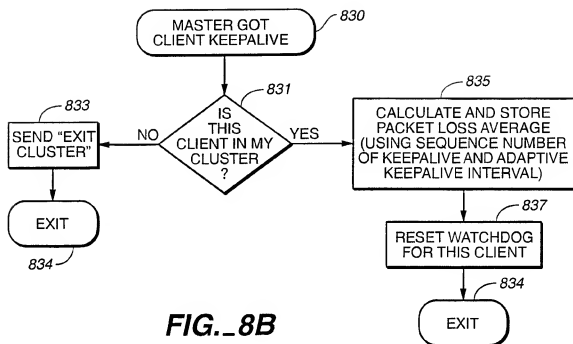 MASTER GOT
CLIENT KEEPALIVE
830
831
IS
THIS
CLIENT IN MY
CLUSTER
?
NO
YES
833
SEND "EXIT
CLUSTER"
EXIT
834
835
CALCULATE AND STORE
PACKET LOSS AVERAGE
(USING SEQUENCE NUMBER
OF KEEPALIVE AND ADAPTIVE
KEEPALIVE INTERVAL)
837
RESET WATCHDOG
FOR THIS CLIENT
834
EXIT
FIG._8B